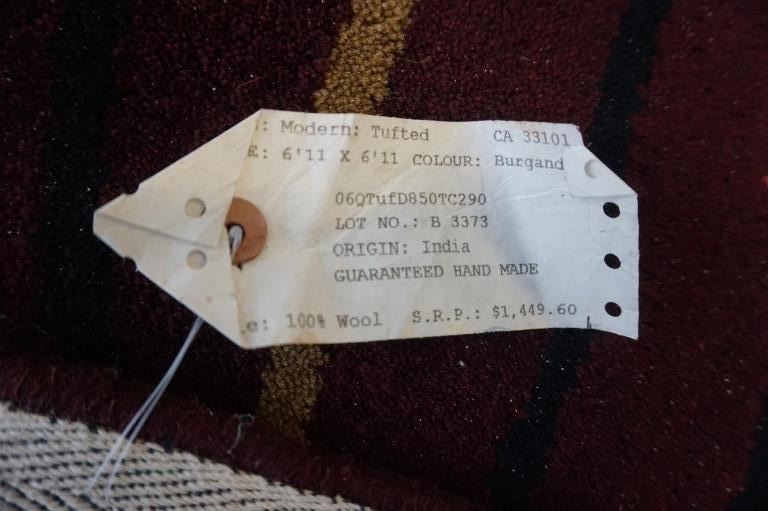 : Modern: Tufted CA 33101
E: 6'11 X 6'11 COLOUR: Burgand
06QTufD850TC290
LOT NO.: B 3373
ORIGIN: India
GUARANTEED HAND MADE
e: 100% Wool S.R.P.: $1,449.60